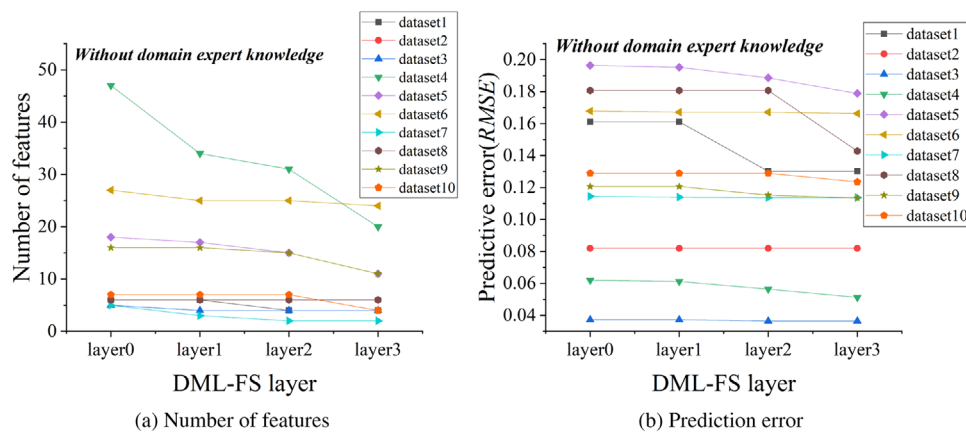 Without domain expert knowledge
dataset1
dataset2
dataset3
dataset4
dataset5
dataset6
dataset7
dataset8
dataset9
dataset10
Number of features
50
40
30
20
10
0
layer0 layer1 layer2 layer3
DML-FS layer
(a) Number of features
Without domain expert knowledge
dataset1
dataset2
dataset3
dataset4
dataset5
dataset6
dataset7
dataset8
dataset9
dataset10
Predictive error(RMSE)
0.20
0.18
0.16
0.14
0.12
0.10
0.08
0.06
0.04
layer0 layer1 layer2 layer3
DML-FS layer
(b) Prediction error